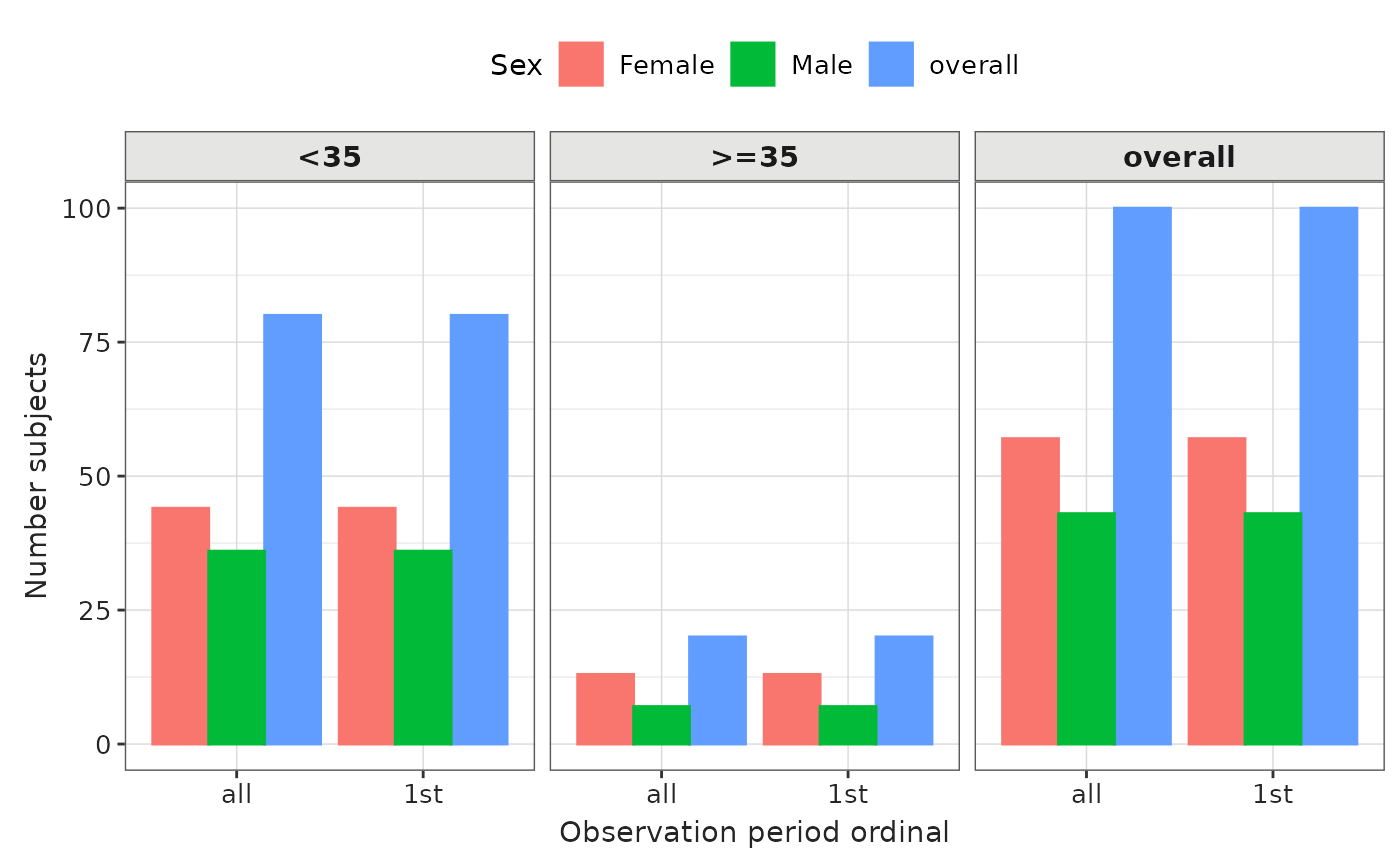 Sex Female Male overall
<35 >=35 overall
100
75
50
25
0
Number subjects
all 1st all 1st all 1st
Observation period ordinal